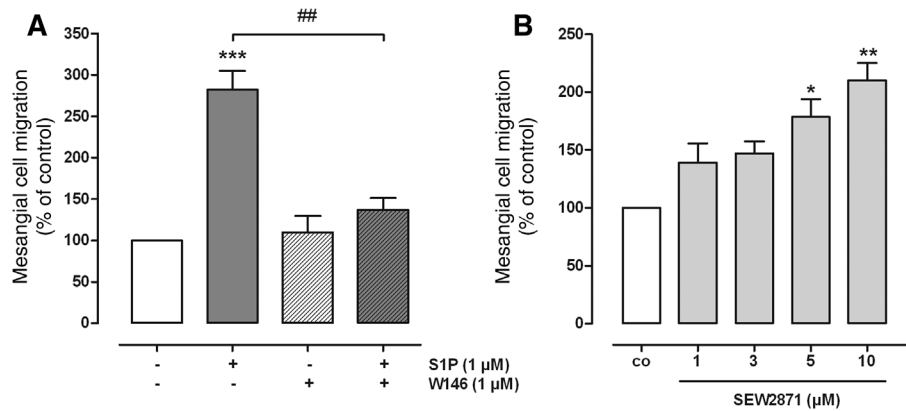 A
##
***
Mesangial cell migration
(% of control)
350
300
250
200
150
100
50
0
- + - + S1P (1 µM)
- - + + W146 (1 µM)
B
**
*
Mesangial cell migration
(% of control)
250
200
150
100
50
0
co 1 3 5 10
SEW2871 (µM)